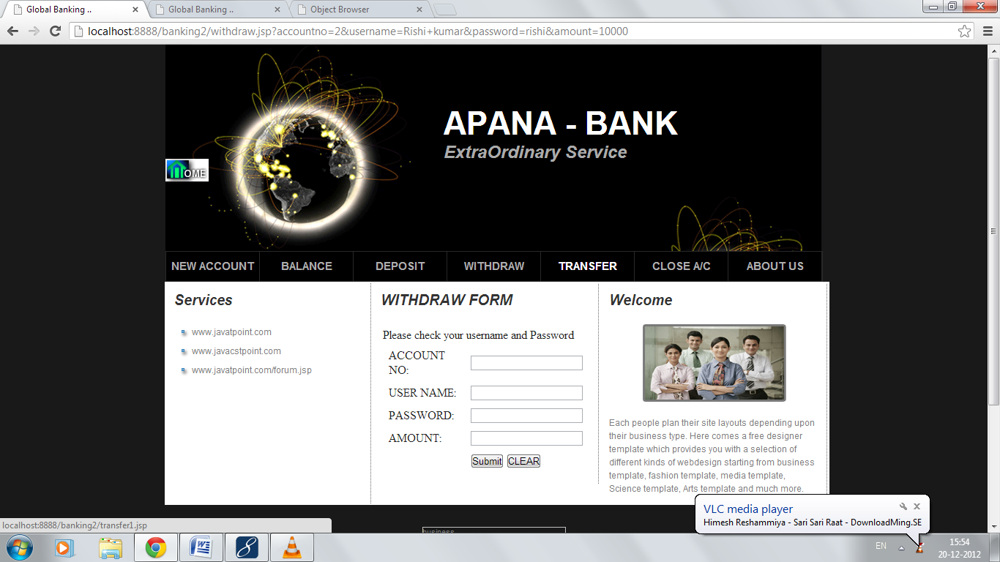 Global Banking ..
Global Banking ..
Object Browser
localhost:8888/banking2/withdraw.jsp?accountno=2&username=Rishi+kumar&password=rishi&amount=10000
APANA - BANK
ExtraOrdinary Service
OME
NEW ACCOUNT
BALANCE
DEPOSIT
WITHDRAW
TRANSFER
CLOSE A/C
ABOUT US
Services
www.javatpoint.com
www.javacstpoint.com
www.javatpoint.com/forum.jsp
WITHDRAW FORM
Please check your username and Password
ACCOUNT
NO:
USER NAME:
PASSWORD:
AMOUNT:
Submit CLEAR
Welcome
Each people plan their site layouts depending upon
their business type. Here comes a free designer
template which provides you with a selection of
different kinds of webdesign starting from business
template, fashion template, media template,
Science template, Arts template and much more.
VLC media player
Himesh Reshammiya - Sari Sari Raat - DownloadMing.SE
localhost:8888/banking2/transfer1.jsp
business
EN
15:54
20-12-2012